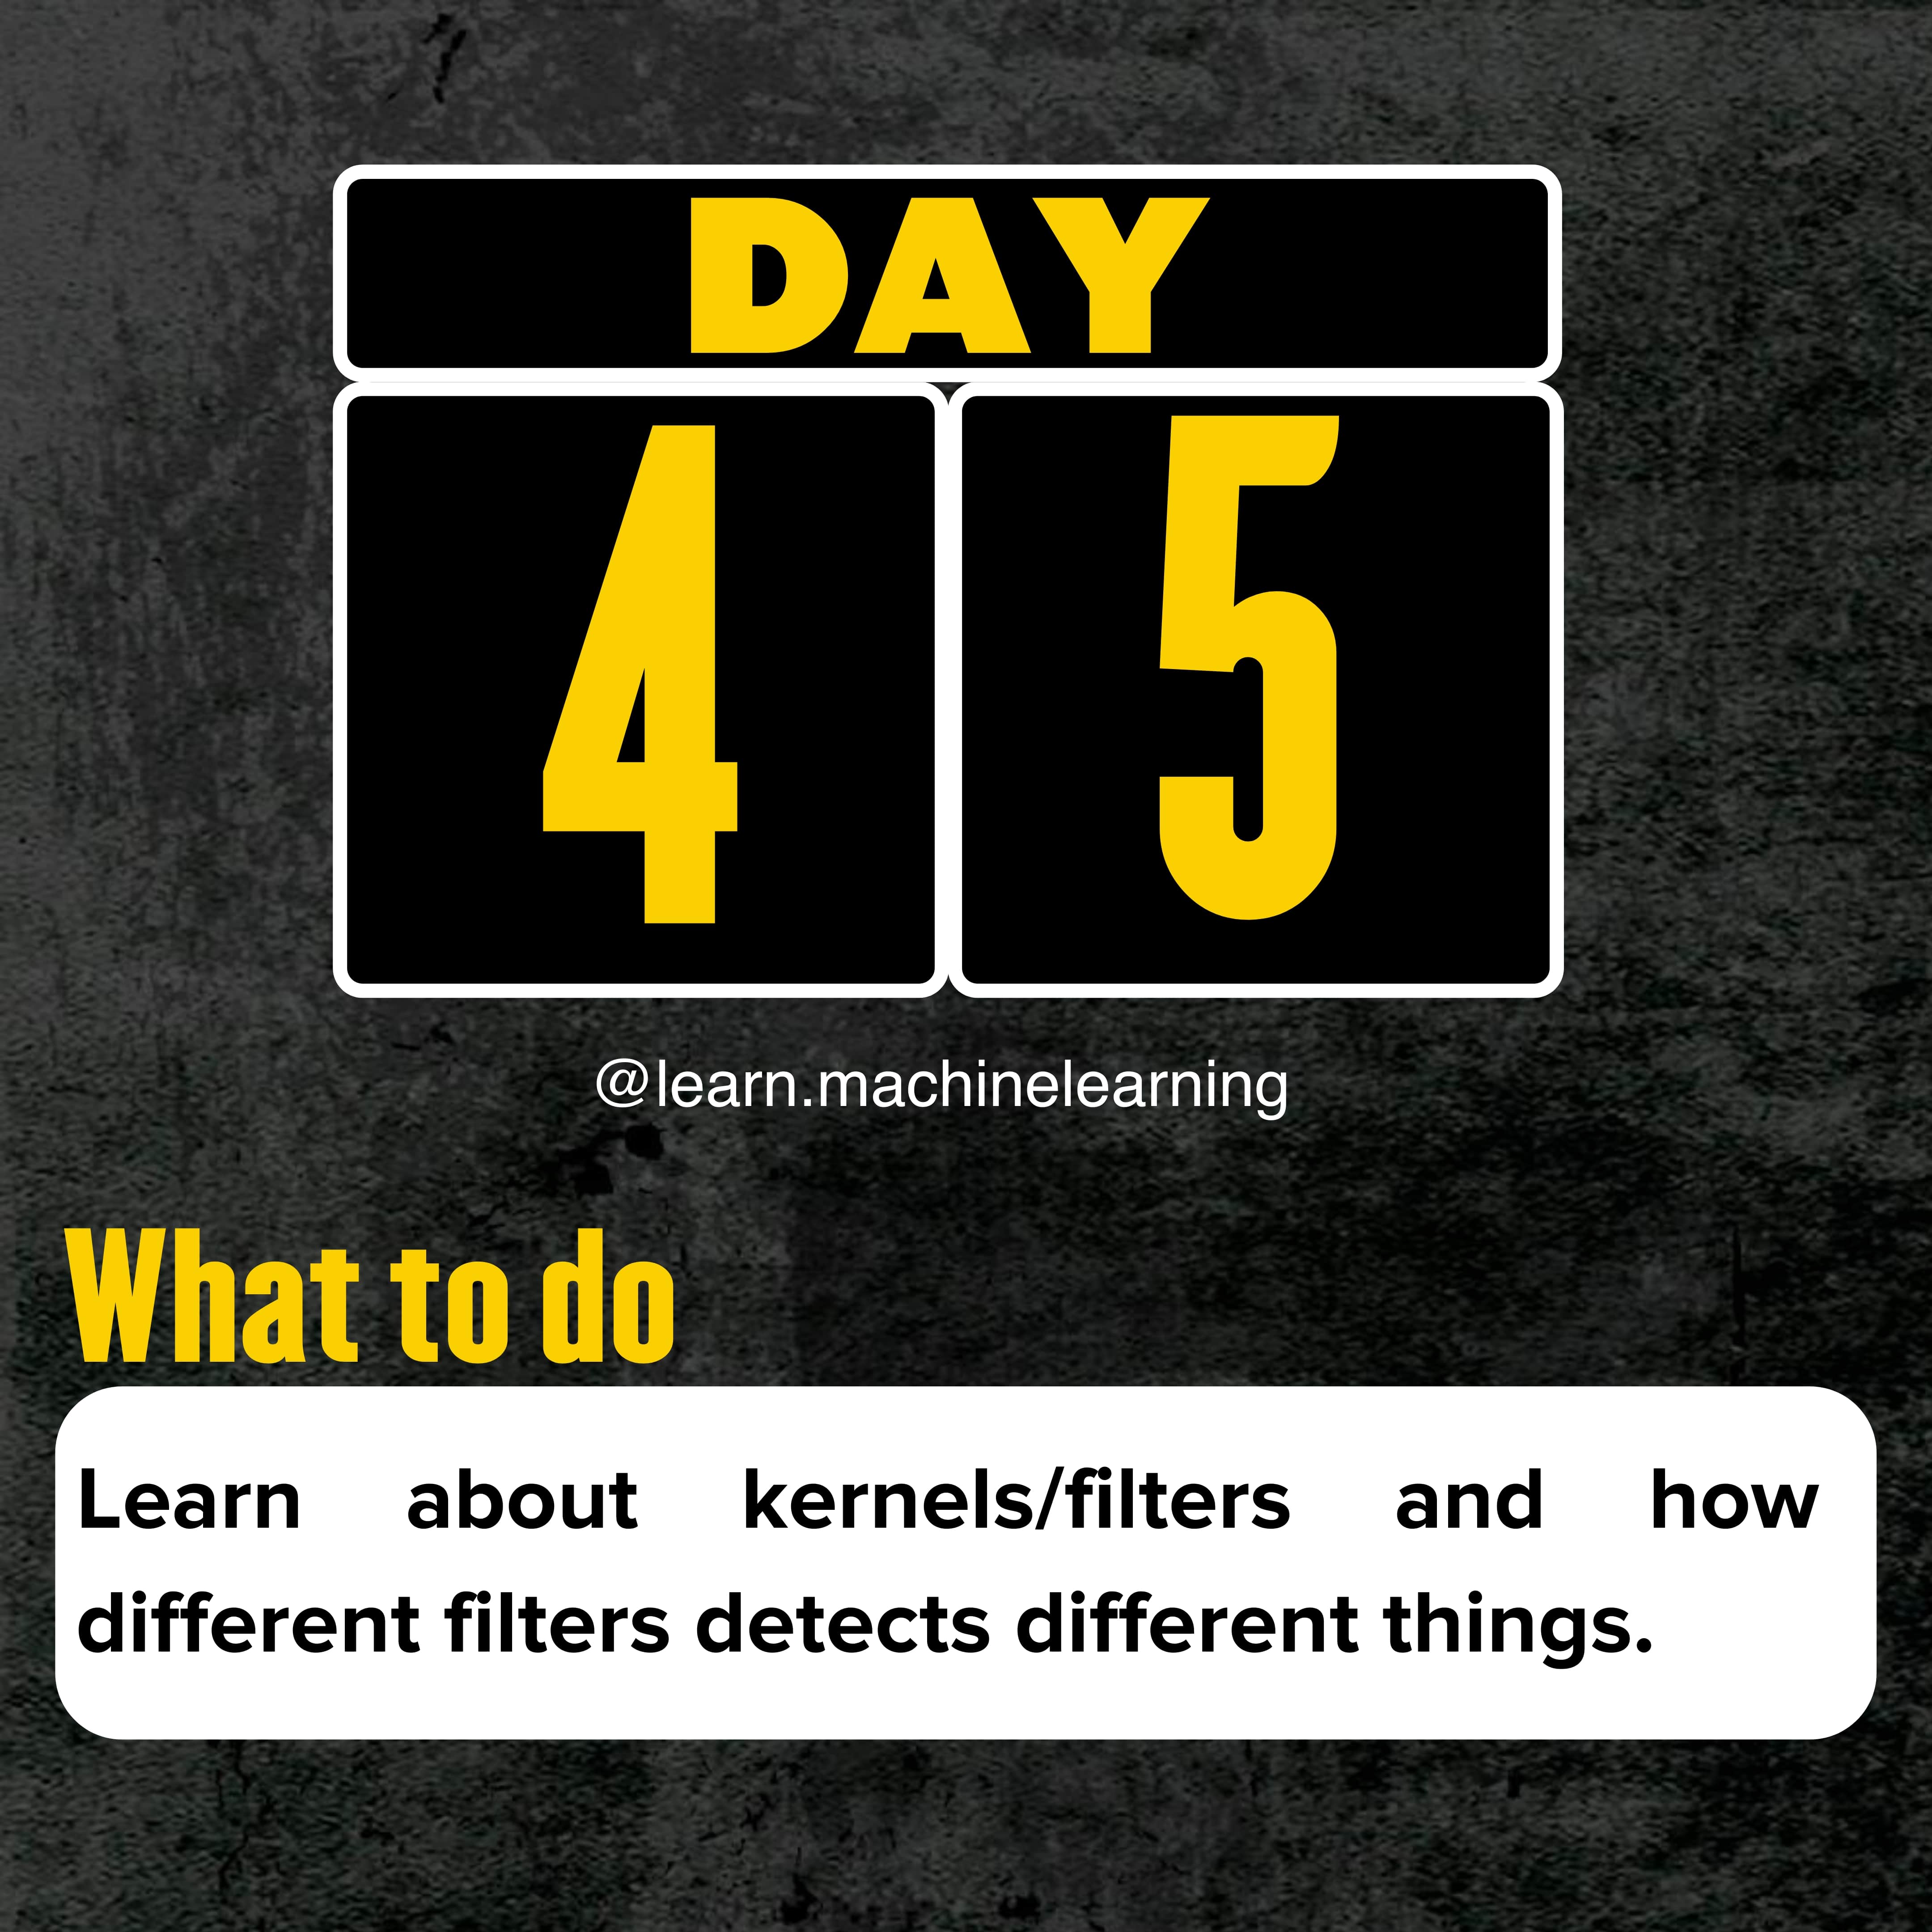 DAY
4 5
@learn.machinelearning
What to do
Learn about kernels/filters and how
different filters detects different things.